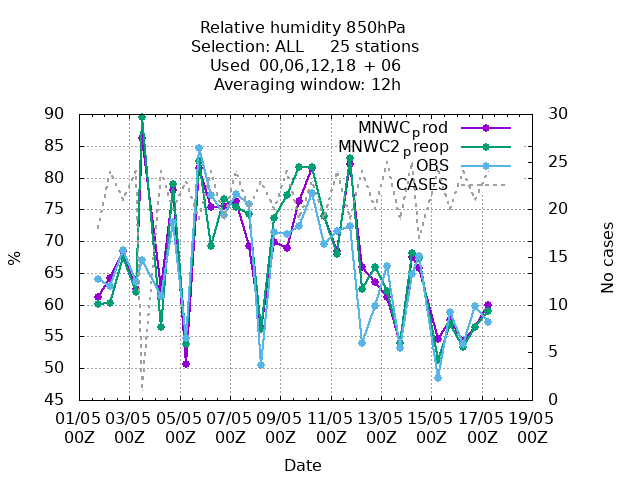 Relative humidity 850hPa
Selection: ALL 25 stations
Used 00,06,12,18 + 06
Averaging window: 12h
90
85
80
75
70
65
60
55
50
45
%
30
25
20
15
10
5
0
No cases
MNWCprod
MNWC2preop
OBS
CASES
01/05 03/05 05/05 07/05 09/05 11/05 13/05 15/05 17/05 19/05
00Z 00Z 00Z 00Z 00Z 00Z 00Z 00Z 00Z 00Z
Date